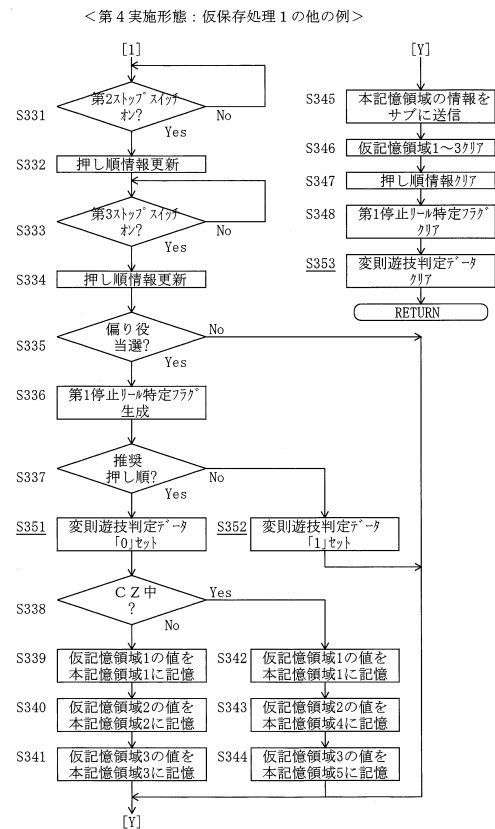 ＜第４実施形態：仮保存処理１の他の例＞
[1]
第2ｽﾄｯﾌﾟｽｲｯﾁ
ｵﾝ?
S331
No
Yes
S332
押し順情報更新
第3ｽﾄｯﾌﾟｽｲｯﾁ
ｵﾝ?
S333
No
Yes
S334
押し順情報更新
偏り役
当選?
S335
No
Yes
S336
第1停止ﾘｰﾙ特定ﾌﾗｸﾞ
生成
推奨
押し順?
S337
No
Yes
S351
変則遊技判定ﾃﾞｰﾀ
｢0｣ｾｯﾄ
S352
変則遊技判定ﾃﾞｰﾀ
｢1｣ｾｯﾄ
ＣＺ中
?
S338
Yes
No
S339
仮記憶領域1の値を
本記憶領域1に記憶
S342
仮記憶領域1の値を
本記憶領域1に記憶
S340
仮記憶領域2の値を
本記憶領域2に記憶
S343
仮記憶領域2の値を
本記憶領域4に記憶
S341
仮記憶領域3の値を
本記憶領域3に記憶
S344
仮記憶領域3の値を
本記憶領域5に記憶
[Y]
[Y]
S345
本記憶領域の情報を
サブに送信
S346
仮記憶領域1～3ｸﾘｱ
S347
押し順情報ｸﾘｱ
S348
第1停止ﾘｰﾙ特定ﾌﾗｸﾞ
ｸﾘｱ
S353
変則遊技判定ﾃﾞｰﾀ
ｸﾘｱ
RETURN